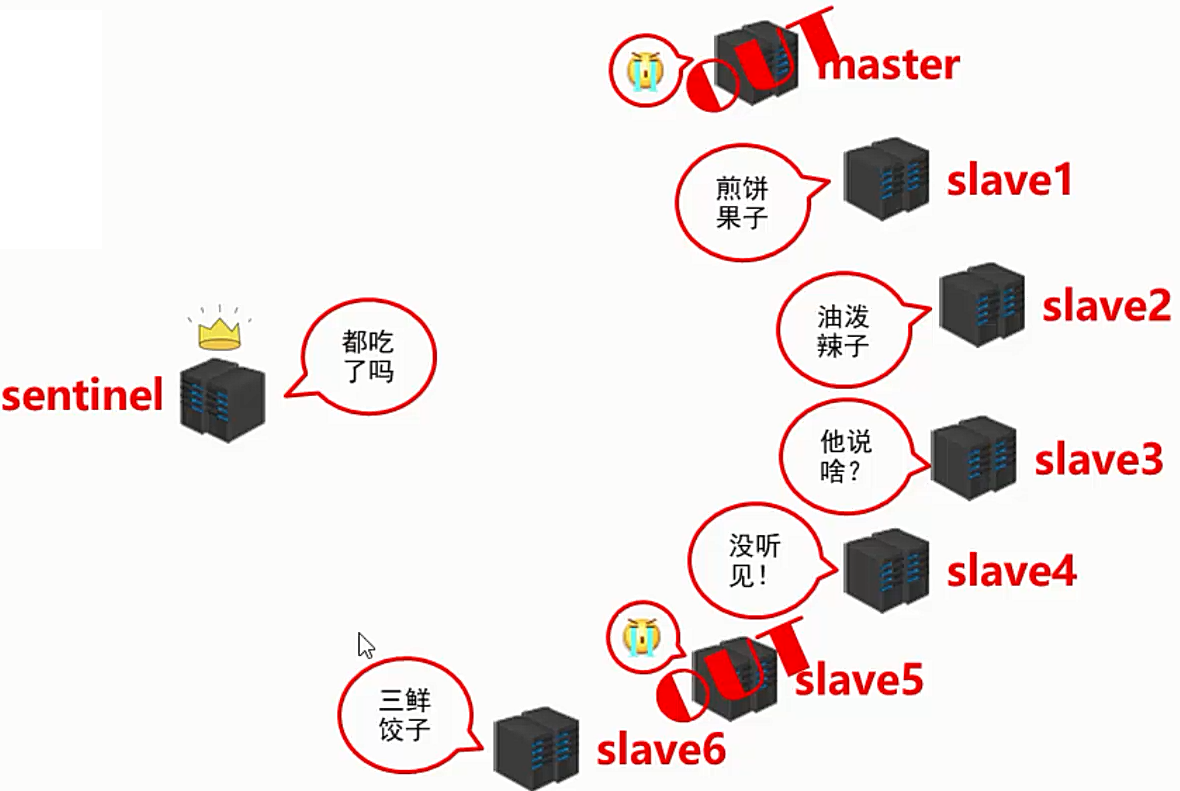 OUT
master
煎饼
果子
slave1
油泼
辣子
slave2
sentinel
都吃
了吗
他说
啥？
slave3
没听
见！
slave4
OUT
slave5
三鲜
饺子
slave6